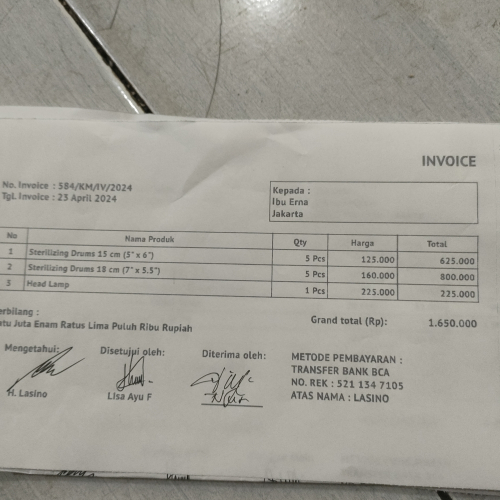 INVOICE
No. Invoice : 584/KM/IV/2024
Tgl. Invoice : 23 April 2024
Kepada :
Ibu Erna
Jakarta
No Nama Produk Qty Harga Total
1 Sterilizing Drums 15 cm (5" x 6") 5 Pcs 125.000 625.000
2 Sterilizing Drums 18 cm (7" x 5.5") 5 Pcs 160.000 800.000
3 Head Lamp 1 Pcs 225.000 225.000
erbilang :
atu Juta Enam Ratus Lima Puluh Ribu Rupiah
Grand total (Rp): 1.650.000
Mengetahui: Disetujui oleh: Diterima oleh:
H. Lasino Lisa Ayu F
METODE PEMBAYARAN :
TRANSFER BANK BCA
NO. REK : 521 134 7105
ATAS NAMA : LASINO